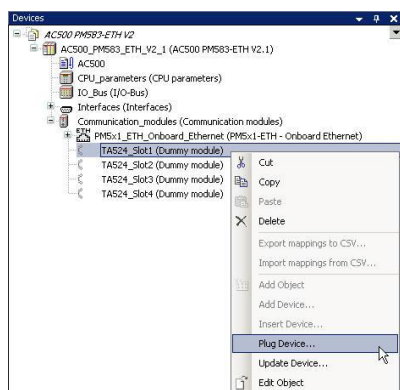 Devices
AC500 PM583-ETH V2
AC500_PM583_ETH_V2_1 (AC500 PM583-ETH V2.1)
AC500
CPU_parameters (CPU parameters)
IO_Bus (I/O-Bus)
Interfaces (Interfaces)
Communication_modules (Communication modules)
ETH PM5x1_ETH_Onboard_Ethernet (PM5x1-ETH - Onboard Ethernet)
TA524_Slot1 (Dummy module)
TA524_Slot2 (Dummy module)
TA524_Slot3 (Dummy module)
TA524_Slot4 (Dummy module)
Cut
Copy
Paste
Delete
Export mappings to CSV...
Import mappings from CSV...
Add Object
Add Device...
Insert Device...
Plug Device...
Update Device...
Edit Object